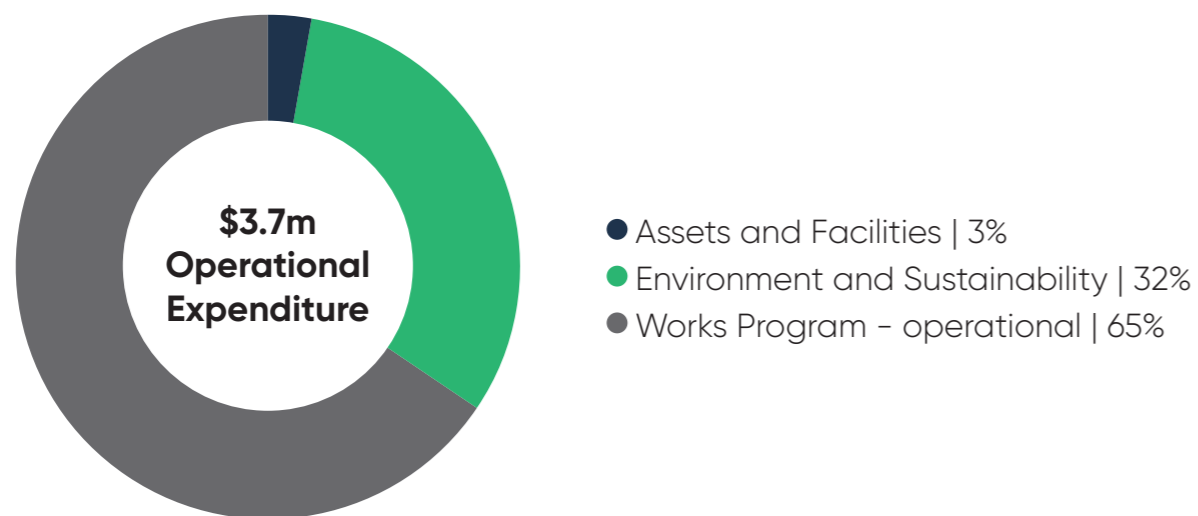 $3.7m
Operational
Expenditure
Assets and Facilities | 3%
Environment and Sustainability | 32%
Works Program - operational | 65%